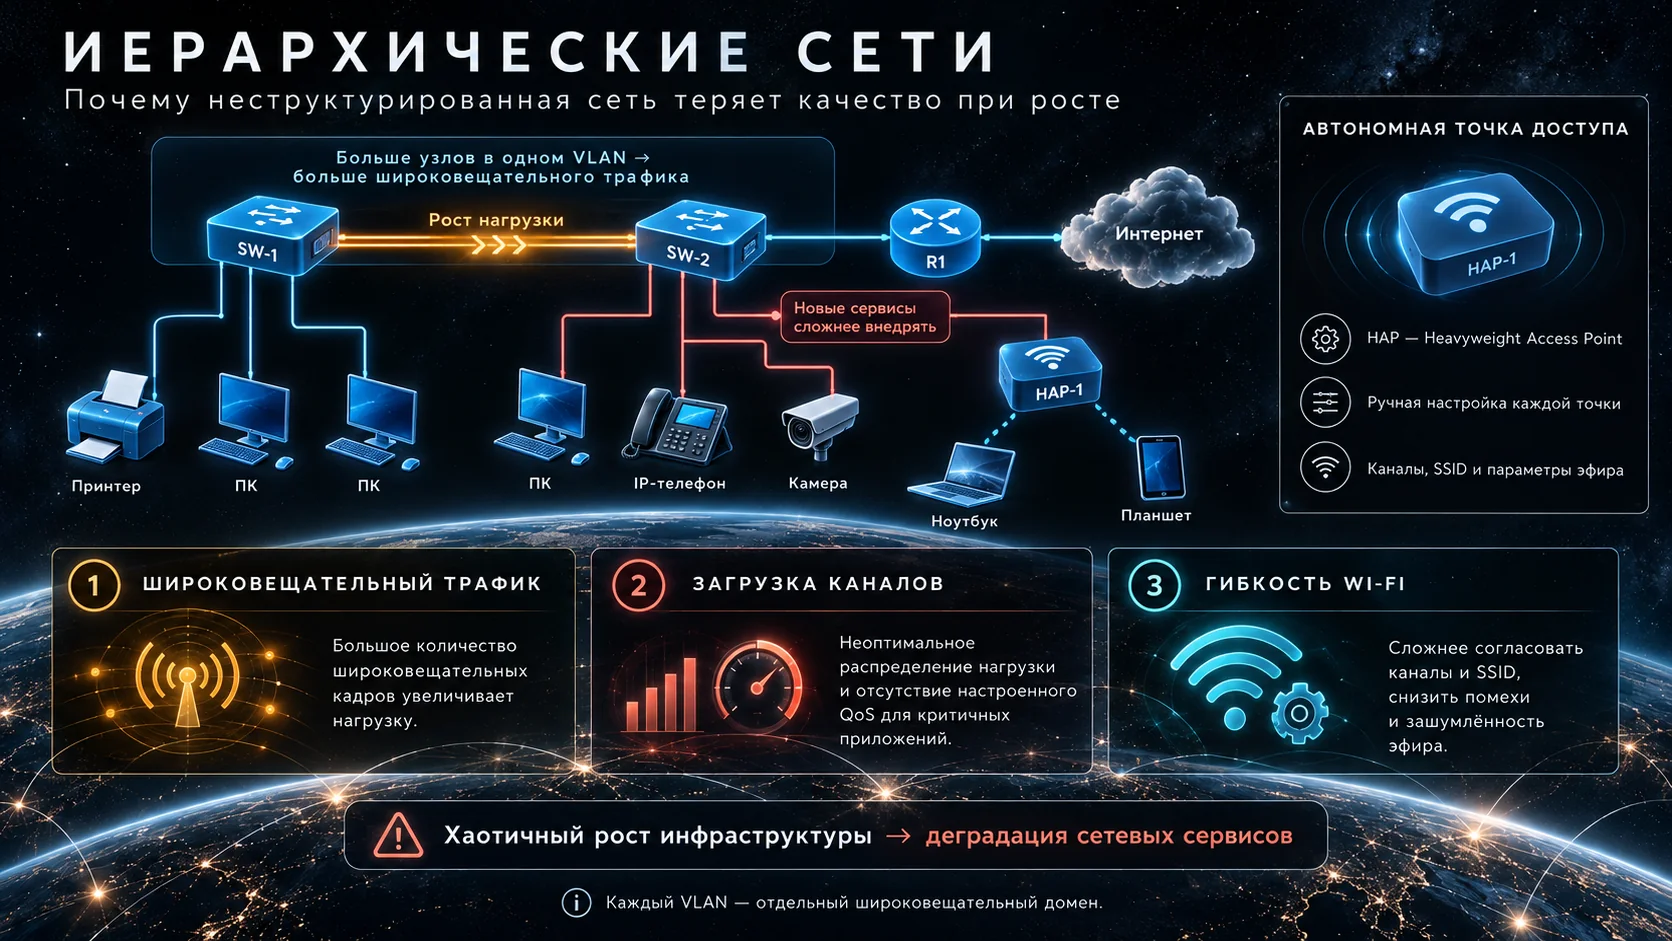 ИЕРАРХИЧЕСКИЕ СЕТИ
Почему неструктурированная сеть теряет качество при росте
Больше узлов в одном VLAN →
больше широковещательного трафика
Рост нагрузки
SW-1
SW-2
R1
Интернет
Новые сервисы
сложнее внедрять
HAP-1
Принтер
ПК
ПК
ПК
IP-телефон
Камера
Ноутбук
Планшет
АВТОНОМНАЯ ТОЧКА ДОСТУПА
HAP-1
HAP — Heavyweight Access Point
Ручная настройка каждой точки
Каналы, SSID и параметры эфира
1
ШИРОКОВЕЩАТЕЛЬНЫЙ ТРАФИК
Большое количество
широковещательных
кадров увеличивает
нагрузку.
2
ЗАГРУЗКА КАНАЛОВ
Неоптимальное
распределение нагрузки
и отсутствие настроенного
QoS для критичных
приложений.
3
ГИБКОСТЬ WI-FI
Сложнее согласовать
каналы и SSID,
снизить помехи
и зашумлённость
эфира.
Хаотичный рост инфраструктуры → деградация сетевых сервисов
Каждый VLAN — отдельный широковещательный домен.